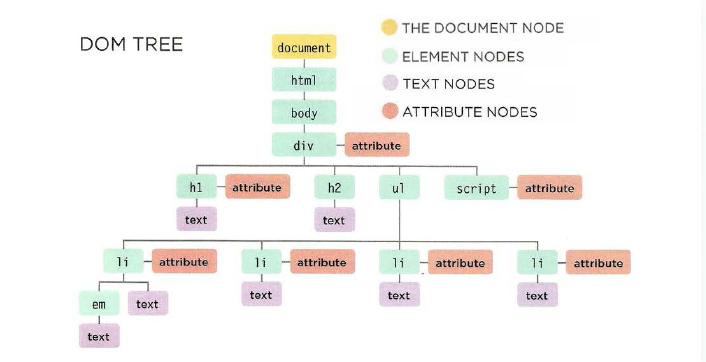 DOM TREE
THE DOCUMENT NODE
ELEMENT NODES
TEXT NODES
ATTRIBUTE NODES
document
html
body
div attribute
h1 attribute h2 ul script attribute
text text
li attribute li attribute li attribute li attribute
em text text text text
text